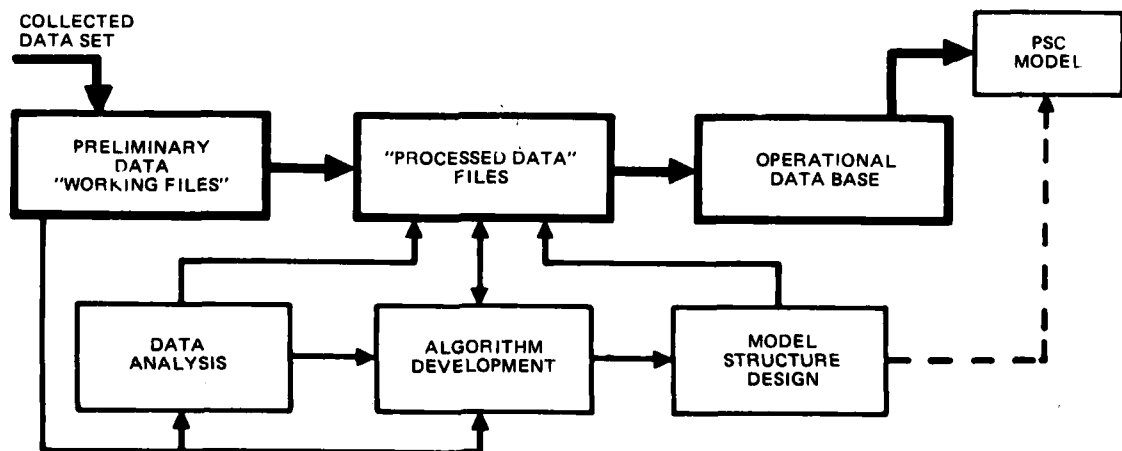 COLLECTED
DATA SET
PSC
MODEL
PRELIMINARY
DATA
"WORKING FILES"
"PROCESSED DATA"
FILES
OPERATIONAL
DATA BASE
DATA
ANALYSIS
ALGORITHM
DEVELOPMENT
MODEL
STRUCTURE
DESIGN